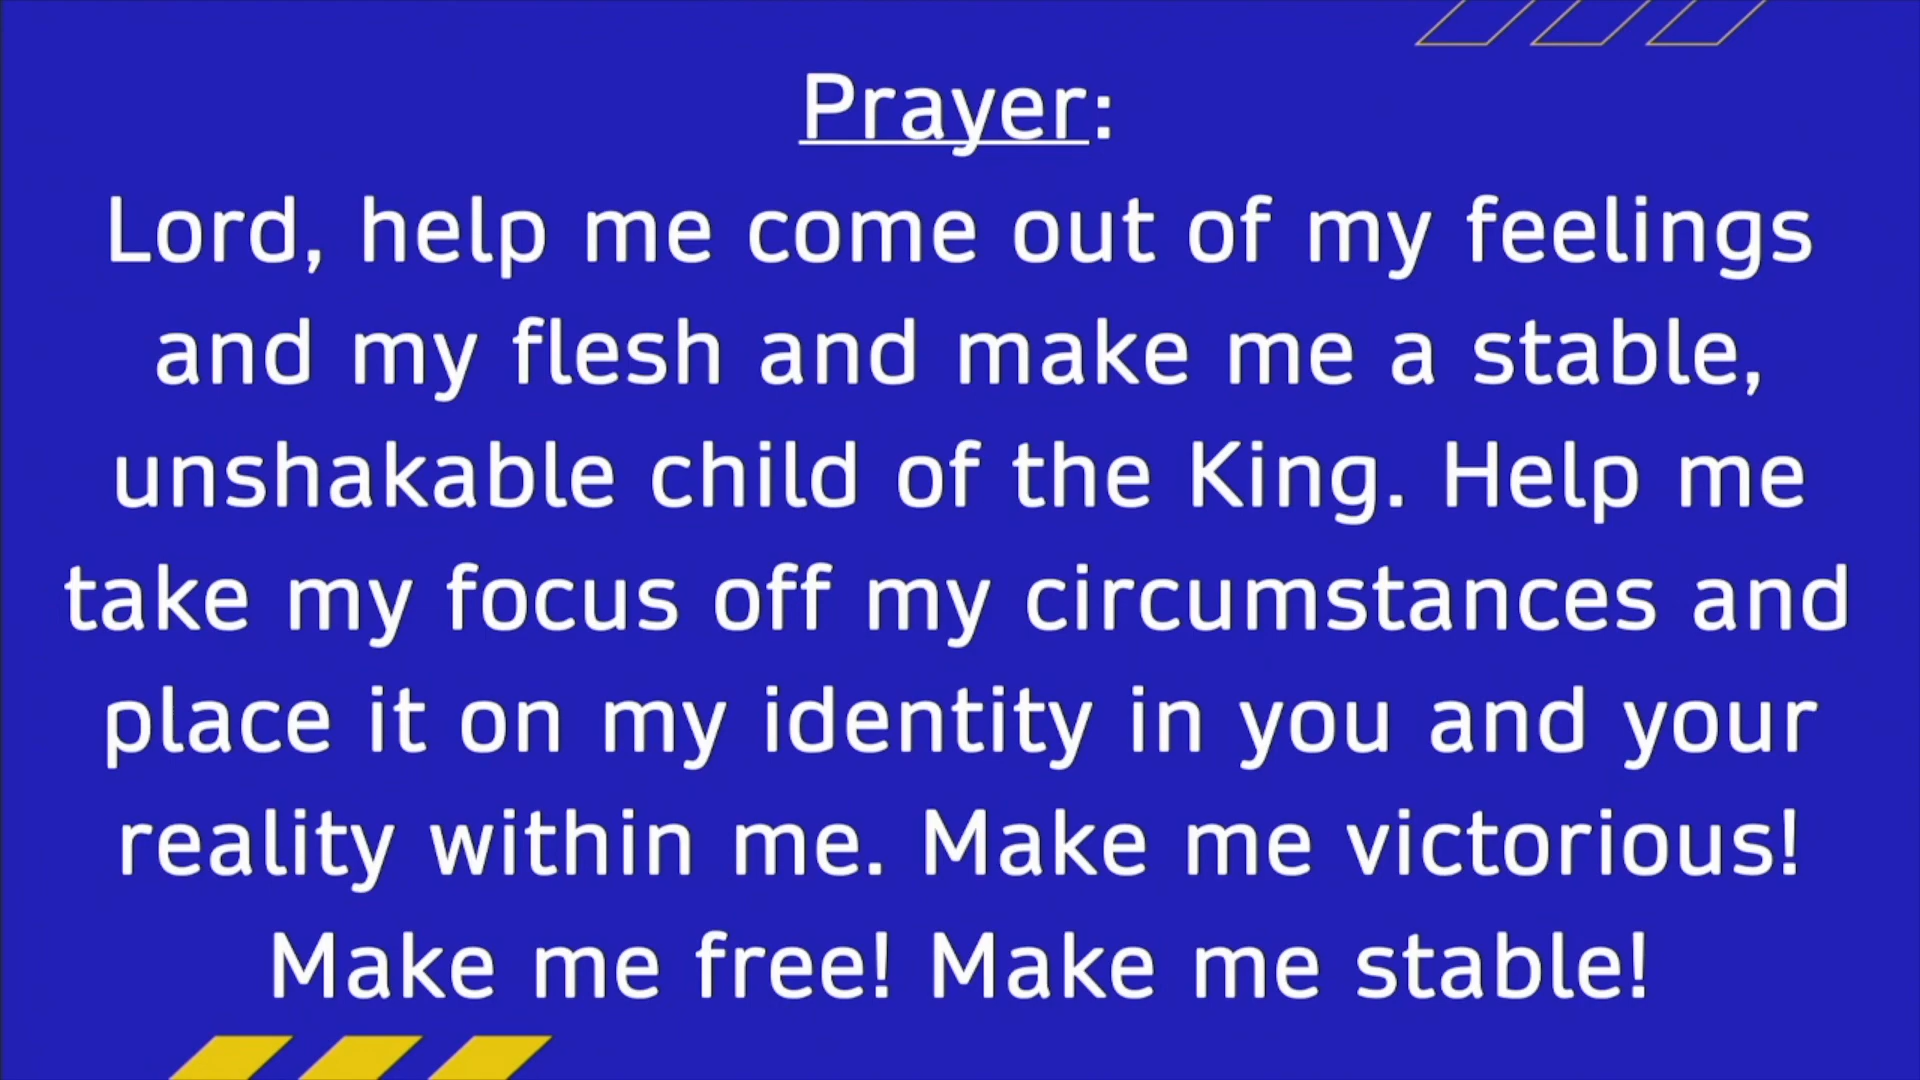 Prayer:
Lord, help me come out of my feelings
and my flesh and make me a stable,
unshakable child of the King. Help me
take my focus off my circumstances and
place it on my identity in you and your
reality within me. Make me victorious!
Make me free! Make me stable!